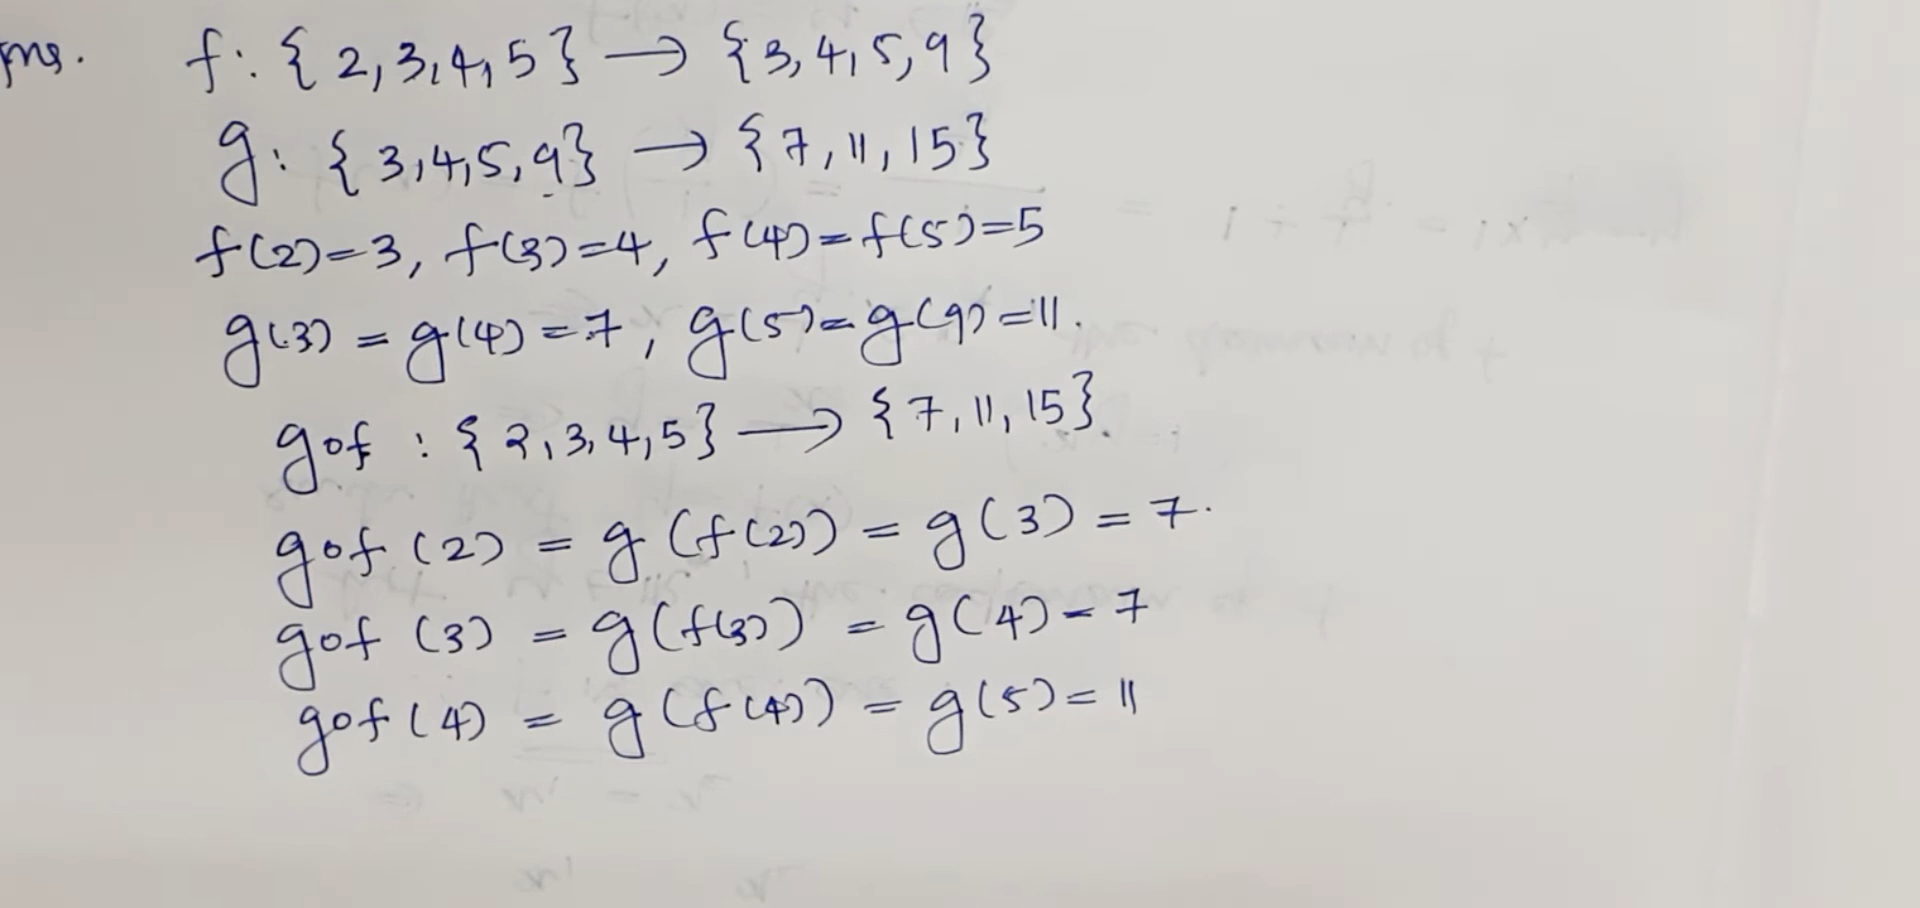 Ans. f: {2,3,4,5} → {3,4,5,9}
g: {3,4,5,9} → {7,11,15}
f(2)=3, f(3)=4, f(4)=f(5)=5
g(3) = g(4) = 7, g(5)=g(9)=11.
gof : {2,3,4,5} → {7,11,15}.
gof (2) = g (f(2)) = g(3) = 7.
gof (3) = g(f(3)) = g(4) = 7
gof (4) = g (f(4)) = g(5) = 11